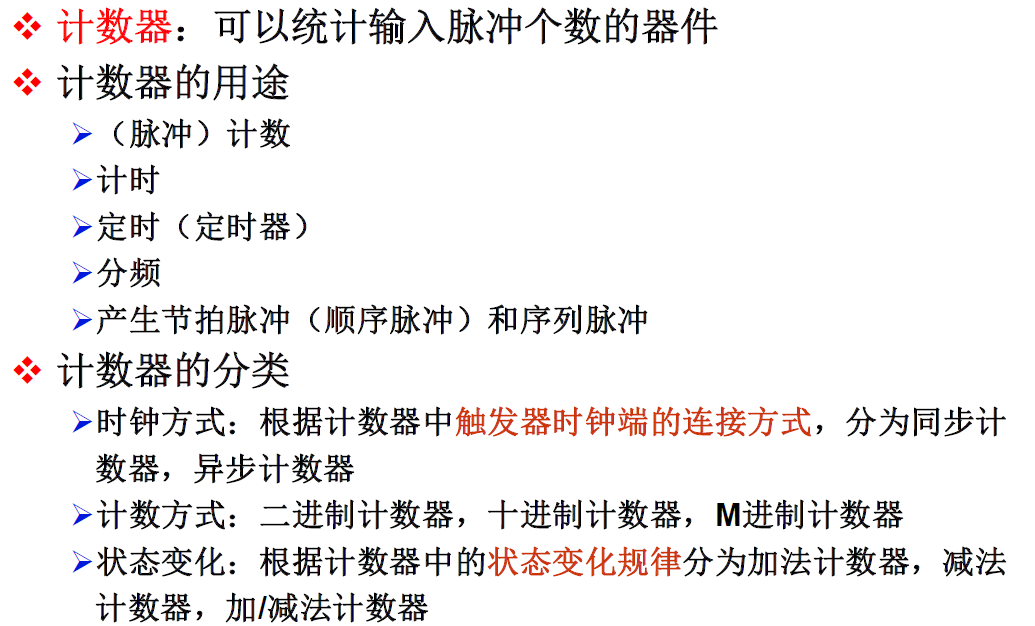 计数器：可以统计输入脉冲个数的器件
计数器的用途
（脉冲）计数
计时
定时（定时器）
分频
产生节拍脉冲（顺序脉冲）和序列脉冲
计数器的分类
时钟方式：根据计数器中触发器时钟端的连接方式，分为同步计
数器，异步计数器
计数方式：二进制计数器，十进制计数器，M进制计数器
状态变化：根据计数器中的状态变化规律分为加法计数器，减法
计数器，加/减法计数器